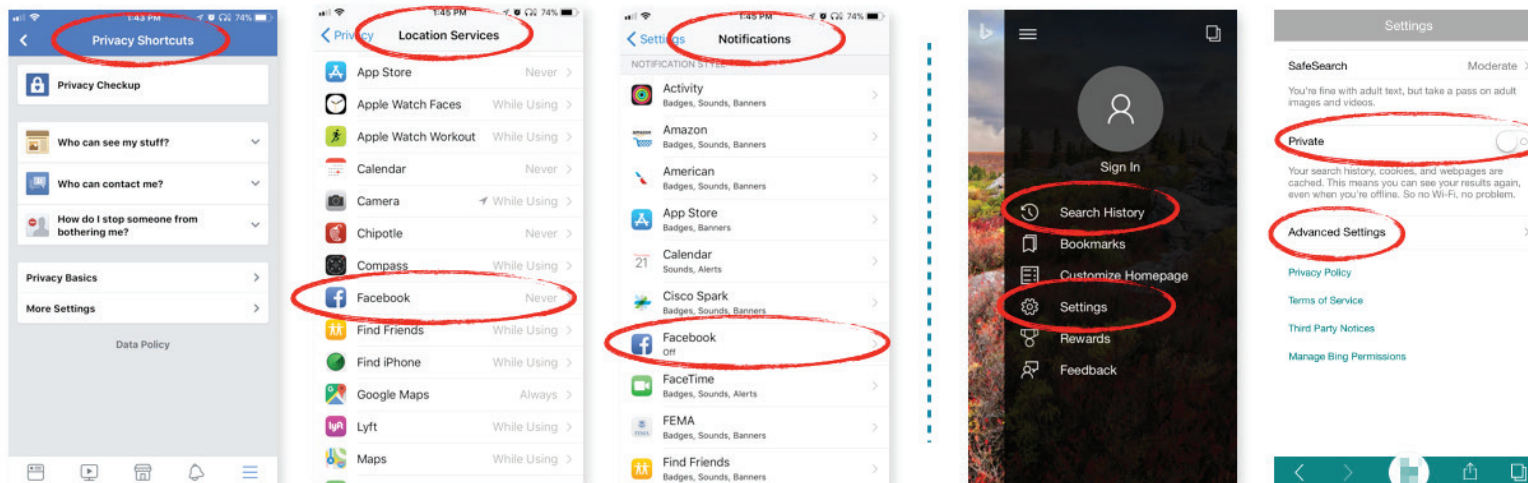 1:43 PM
74%
Privacy Shortcuts
Privacy Checkup
Who can see my stuff?
Who can contact me?
How do I stop someone from
bothering me?
Privacy Basics
More Settings
Data Policy
1:45 PM
74%
Privacy
Location Services
App Store Never
Apple Watch Faces While Using
Apple Watch Workout While Using
Calendar Never
Camera While Using
Chipotle Never
Compass While Using
Facebook Never
Find Friends While Using
Find iPhone While Using
Google Maps Always
Lyft While Using
Maps While Using
1:45 PM
74%
Settings
Notifications
NOTIFICATION STYLE
Activity
Badges, Sounds, Banners
Amazon
Badges, Sounds, Banners
American
Badges, Sounds, Banners
App Store
Badges, Banners
Calendar
21
Sounds, Alerts
Cisco Spark
Badges, Sounds, Banners
Facebook
Off
FaceTime
Badges, Sounds, Alerts
FEMA
Badges, Sounds, Banners
Find Friends
Badges, Sounds, Banners
Sign In
Search History
Bookmarks
Customize Homepage
Settings
Rewards
Feedback
Settings
SafeSearch Moderate
You're fine with adult text, but take a pass on adult
images and videos.
Private
Your search history, cookies, and webpages are
cached. This means you can see your results again,
even when you're offline. So no Wi-Fi, no problem.
Advanced Settings
Privacy Policy
Terms of Service
Third Party Notices
Manage Bing Permissions